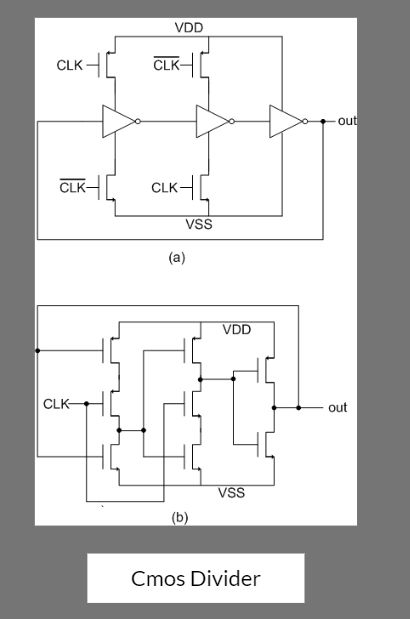 VDD
CLK
CLK
out
CLK
CLK
VSS
(a)
VDD
CLK
out
VSS
(b)
Cmos Divider